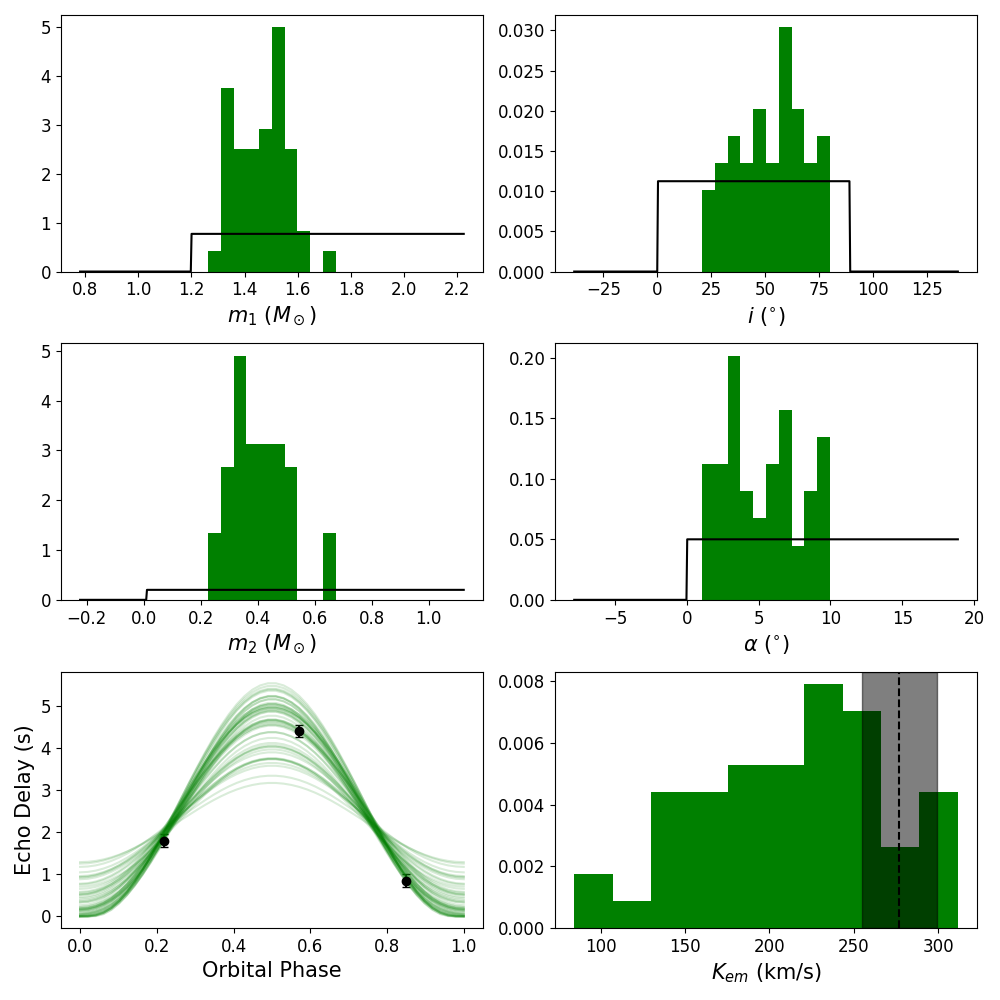 5
4
3
2
1
0
0.8 1.0 1.2 1.4 1.6 1.8 2.0 2.2
m₁ (M⊙)
0.030
0.025
0.020
0.015
0.010
0.005
0.000
−25 0 25 50 75 100 125
i (°)
5
4
3
2
1
0
−0.2 0.0 0.2 0.4 0.6 0.8 1.0
m₂ (M⊙)
0.20
0.15
0.10
0.05
0.00
−5 0 5 10 15 20
α (°)
Echo Delay (s)
5
4
3
2
1
0
0.0 0.2 0.4 0.6 0.8 1.0
Orbital Phase
0.008
0.006
0.004
0.002
0.000
100 150 200 250 300
Kₑₘ (km/s)